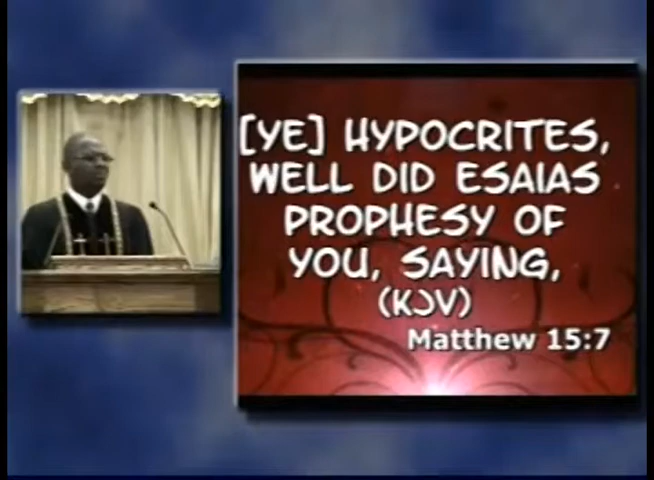 [YE] HYPOCRITES,
WELL DID ESAIAS
PROPHESY OF
YOU, SAYING,
(KJV)
Matthew 15:7